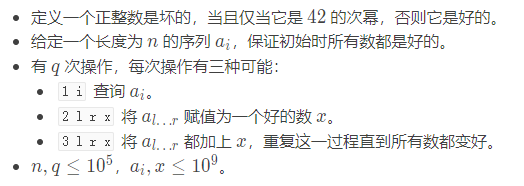 • 定义一个正整数是坏的，当且仅当它是 42 的次幂，否则它是好的。
• 给定一个长度为 n 的序列 a_i，保证初始时所有数都是好的。
• 有 q 次操作，每次操作有三种可能：
• 1 i 查询 a_i。
• 2 l r x 将 a_{l…r} 赋值为一个好的数 x。
• 3 l r x 将 a_{l…r} 都加上 x，重复这一过程直到所有数都变好。
• n, q ≤ 10^5，a_i, x ≤ 10^9。